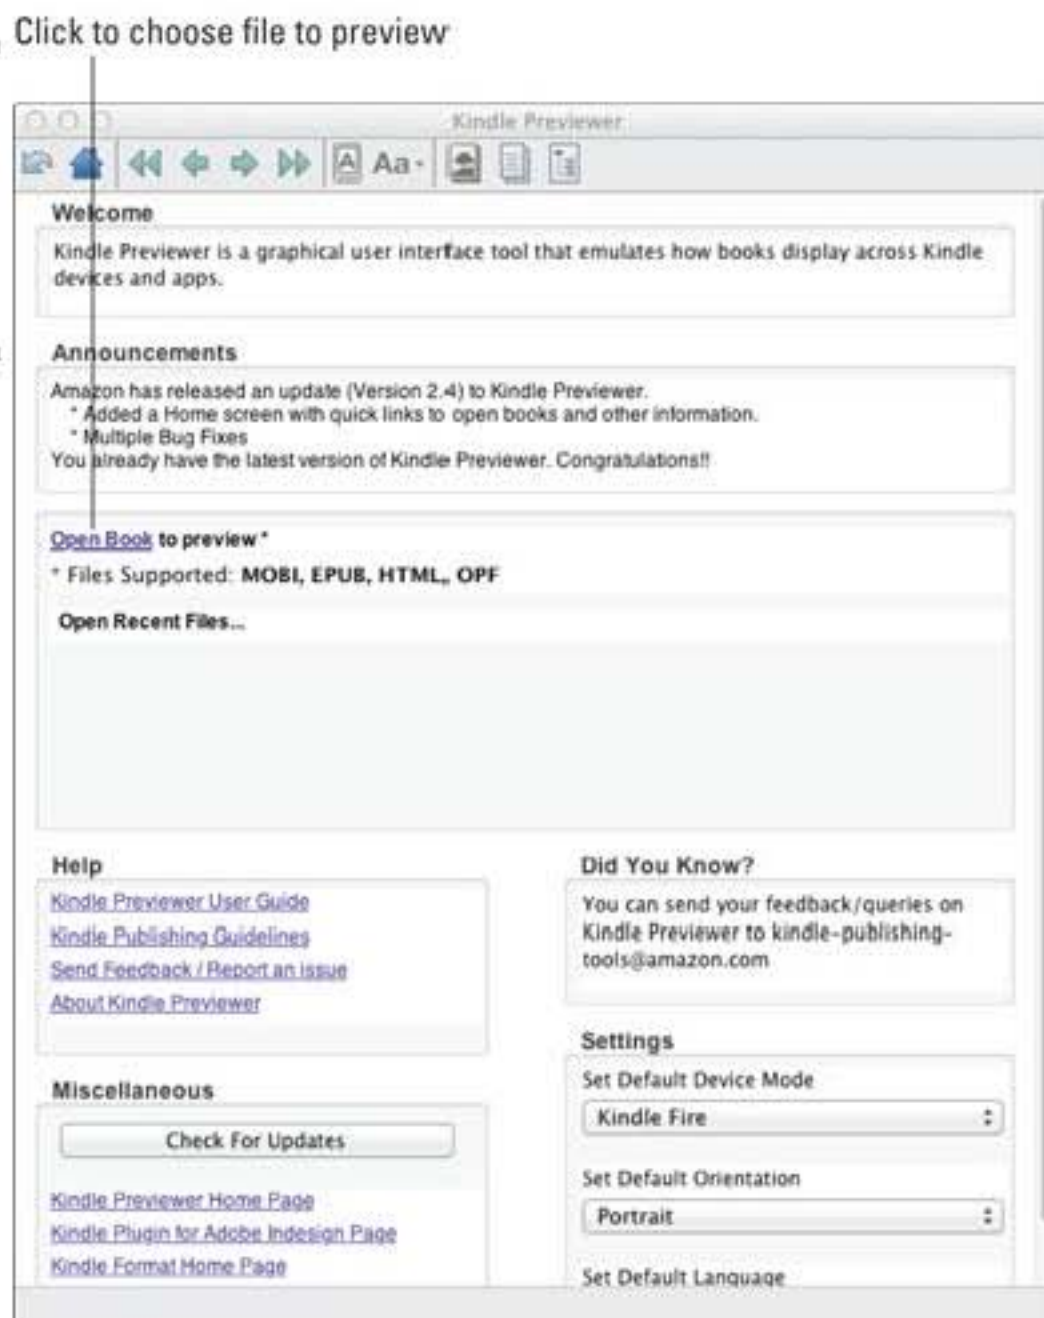 Click to choose file to preview
Kindle Previewer
A Aa
Welcome
Kindle Previewer is a graphical user interface tool that emulates how books display across Kindle
devices and apps.
Announcements
Amazon has released an update (Version 2.4) to Kindle Previewer.
* Added a Home screen with quick links to open books and other information.
* Multiple Bug Fixes
You already have the latest version of Kindle Previewer. Congratulations!!
Open Book to preview *
* Files Supported: MOBI, EPUB, HTML,, OPF
Open Recent Files...
Help
Kindle Previewer User Guide
Kindle Publishing Guidelines
Send Feedback / Report an Issue
About Kindle Previewer
Miscellaneous
Check For Updates
Kindle Previewer Home Page
Kindle Plugin for Adobe Indesign Page
Kindle Format Home Page
Did You Know?
You can send your feedback/queries on
Kindle Previewer to kindle-publishing-
tools@amazon.com
Settings
Set Default Device Mode
Kindle Fire
Set Default Orientation
Portrait
Set Default Language